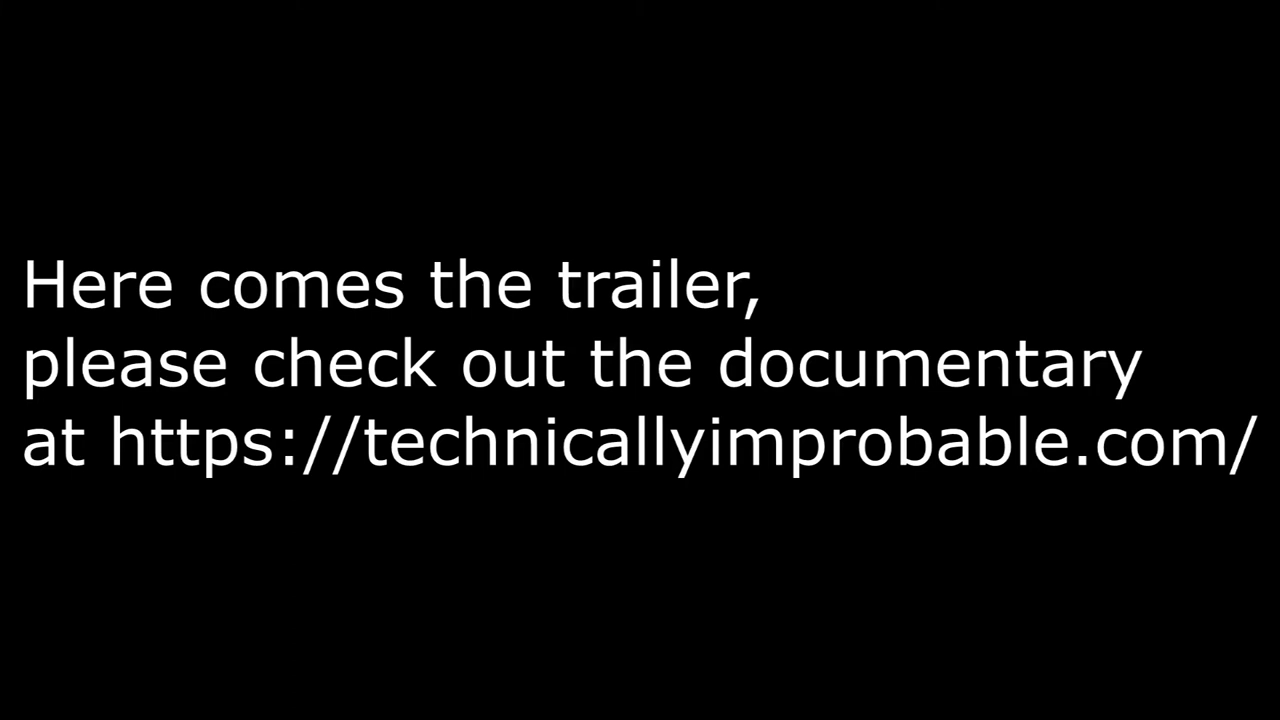 Here comes the trailer,
please check out the documentary
at https://technicallyimprobable.com/